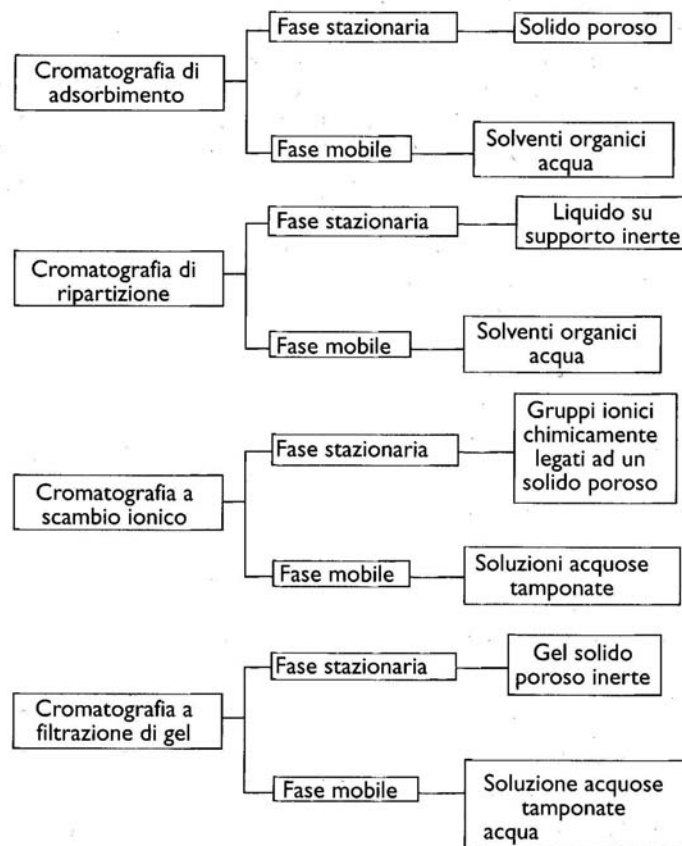 Fase stazionaria
Solido poroso
Cromatografia di
adsorbimento
Fase mobile
Solventi organici
acqua
Fase stazionaria
Liquido su
supporto inerte
Cromatografia di
ripartizione
Fase mobile
Solventi organici
acqua
Fase stazionaria
Gruppi ionici
chimicamente
legati ad un
solido poroso
Cromatografia a
scambio ionico
Fase mobile
Soluzioni acquose
tamponate
Fase stazionaria
Gel solido
poroso inerte
Cromatografia a
filtrazione di gel
Fase mobile
Soluzione acquose
tamponate
acqua